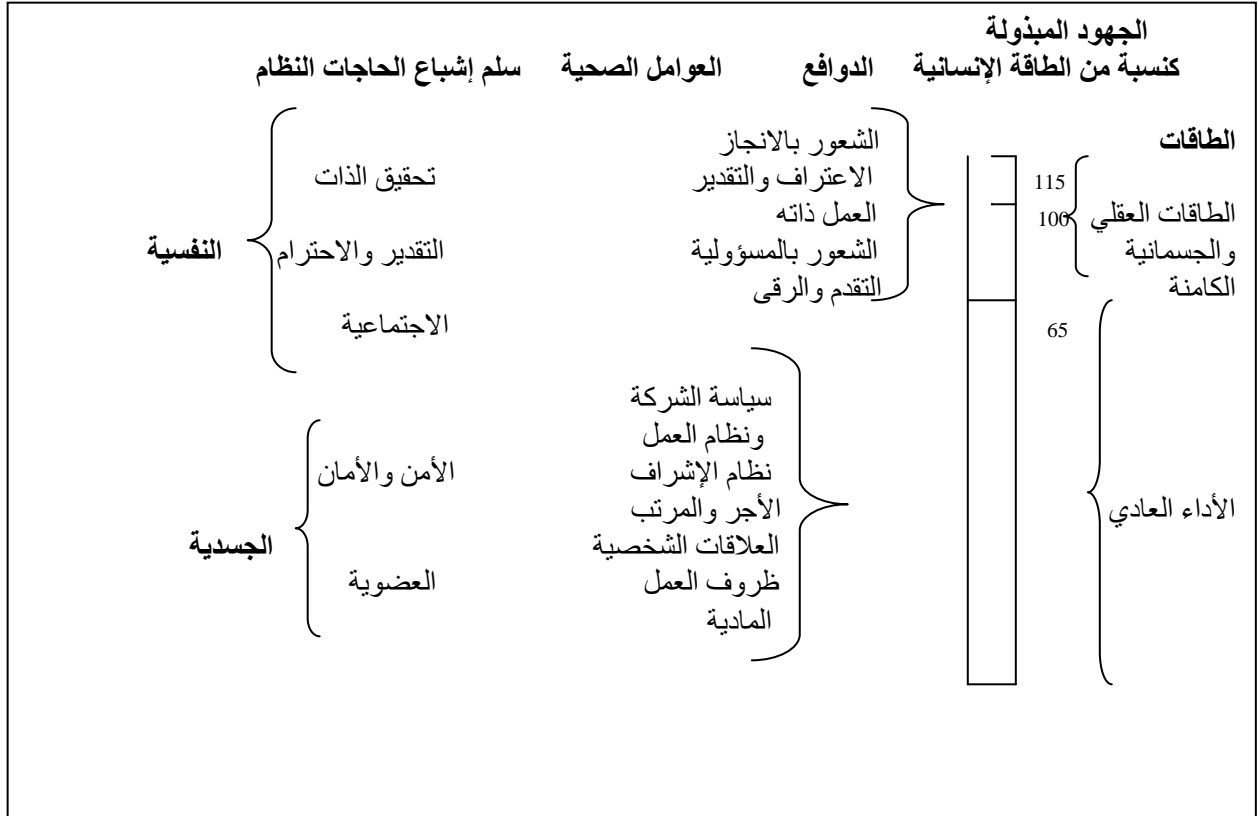 الجهود المبذولة
كنسبة من الطاقة الإنسانية الدوافع العوامل الصحية سلم إشباع الحاجات النظام
الطاقات
115
الطاقات العقلي
100
والجسمانية
الكامنة
65
الأداء العادي
الشعور بالانجاز
الاعتراف والتقدير
العمل ذاته
الشعور بالمسؤولية
التقدم والرقى
سياسة الشركة
ونظام العمل
نظام الإشراف
الأجر والمرتب
العلاقات الشخصية
ظروف العمل
المادية
تحقيق الذات
التقدير والاحترام
الاجتماعية
الأمن والأمان
العضوية
النفسية
الجسدية